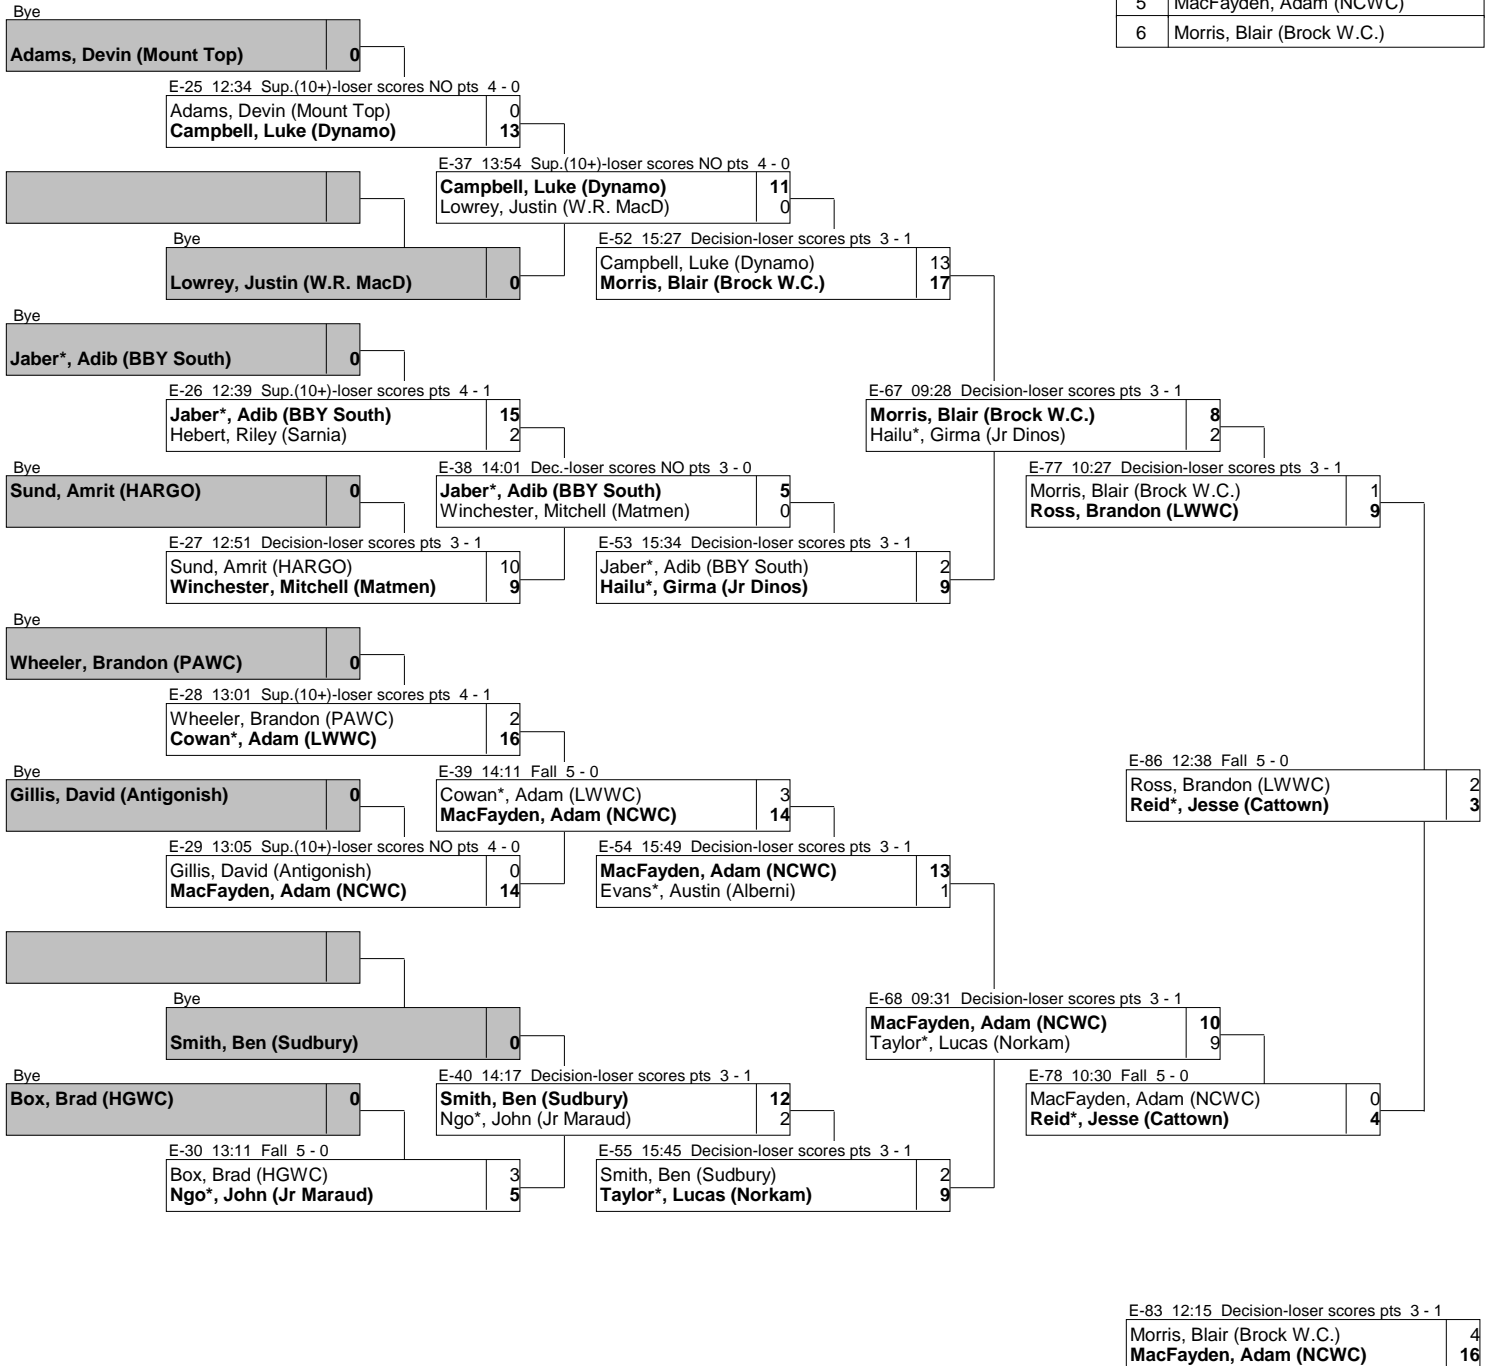 5 MacFayden, Adam (NCWC)
6 Morris, Blair (Brock W.C.)
Bye
Adams, Devin (Mount Top) 0
E-25 12:34 Sup.(10+)-loser scores NO pts 4 - 0
Adams, Devin (Mount Top) 0
Campbell, Luke (Dynamo) 13
E-37 13:54 Sup.(10+)-loser scores NO pts 4 - 0
Campbell, Luke (Dynamo) 11
Lowrey, Justin (W.R. MacD) 0
Bye
Lowrey, Justin (W.R. MacD) 0
E-52 15:27 Decision-loser scores pts 3 - 1
Campbell, Luke (Dynamo) 13
Morris, Blair (Brock W.C.) 17
Bye
Jaber*, Adib (BBY South) 0
E-26 12:39 Sup.(10+)-loser scores pts 4 - 1
Jaber*, Adib (BBY South) 15
Hebert, Riley (Sarnia) 2
E-67 09:28 Decision-loser scores pts 3 - 1
Morris, Blair (Brock W.C.) 8
Hailu*, Girma (Jr Dinos) 2
Bye
Sund, Amrit (HARGO) 0
E-38 14:01 Dec.-loser scores NO pts 3 - 0
Jaber*, Adib (BBY South) 5
Winchester, Mitchell (Matmen) 0
E-77 10:27 Decision-loser scores pts 3 - 1
Morris, Blair (Brock W.C.) 1
Ross, Brandon (LWWC) 9
E-27 12:51 Decision-loser scores pts 3 - 1
Sund, Amrit (HARGO) 10
Winchester, Mitchell (Matmen) 9
E-53 15:34 Decision-loser scores pts 3 - 1
Jaber*, Adib (BBY South) 2
Hailu*, Girma (Jr Dinos) 9
Bye
Wheeler, Brandon (PAWC) 0
E-28 13:01 Sup.(10+)-loser scores pts 4 - 1
Wheeler, Brandon (PAWC) 2
Cowan*, Adam (LWWC) 16
E-86 12:38 Fall 5 - 0
Ross, Brandon (LWWC) 2
Reid*, Jesse (Cattown) 3
Bye
Gillis, David (Antigonish) 0
E-39 14:11 Fall 5 - 0
Cowan*, Adam (LWWC) 3
MacFayden, Adam (NCWC) 14
E-29 13:05 Sup.(10+)-loser scores NO pts 4 - 0
Gillis, David (Antigonish) 0
MacFayden, Adam (NCWC) 14
E-54 15:49 Decision-loser scores pts 3 - 1
MacFayden, Adam (NCWC) 13
Evans*, Austin (Alberni) 1
Bye
Smith, Ben (Sudbury) 0
E-68 09:31 Decision-loser scores pts 3 - 1
MacFayden, Adam (NCWC) 10
Taylor*, Lucas (Norkam) 9
Bye
Box, Brad (HGWC) 0
E-40 14:17 Decision-loser scores pts 3 - 1
Smith, Ben (Sudbury) 12
Ngo*, John (Jr Maraud) 2
E-78 10:30 Fall 5 - 0
MacFayden, Adam (NCWC) 0
Reid*, Jesse (Cattown) 4
E-30 13:11 Fall 5 - 0
Box, Brad (HGWC) 3
Ngo*, John (Jr Maraud) 5
E-55 15:45 Decision-loser scores pts 3 - 1
Smith, Ben (Sudbury) 2
Taylor*, Lucas (Norkam) 9
E-83 12:15 Decision-loser scores pts 3 - 1
Morris, Blair (Brock W.C.) 4
MacFayden, Adam (NCWC) 16